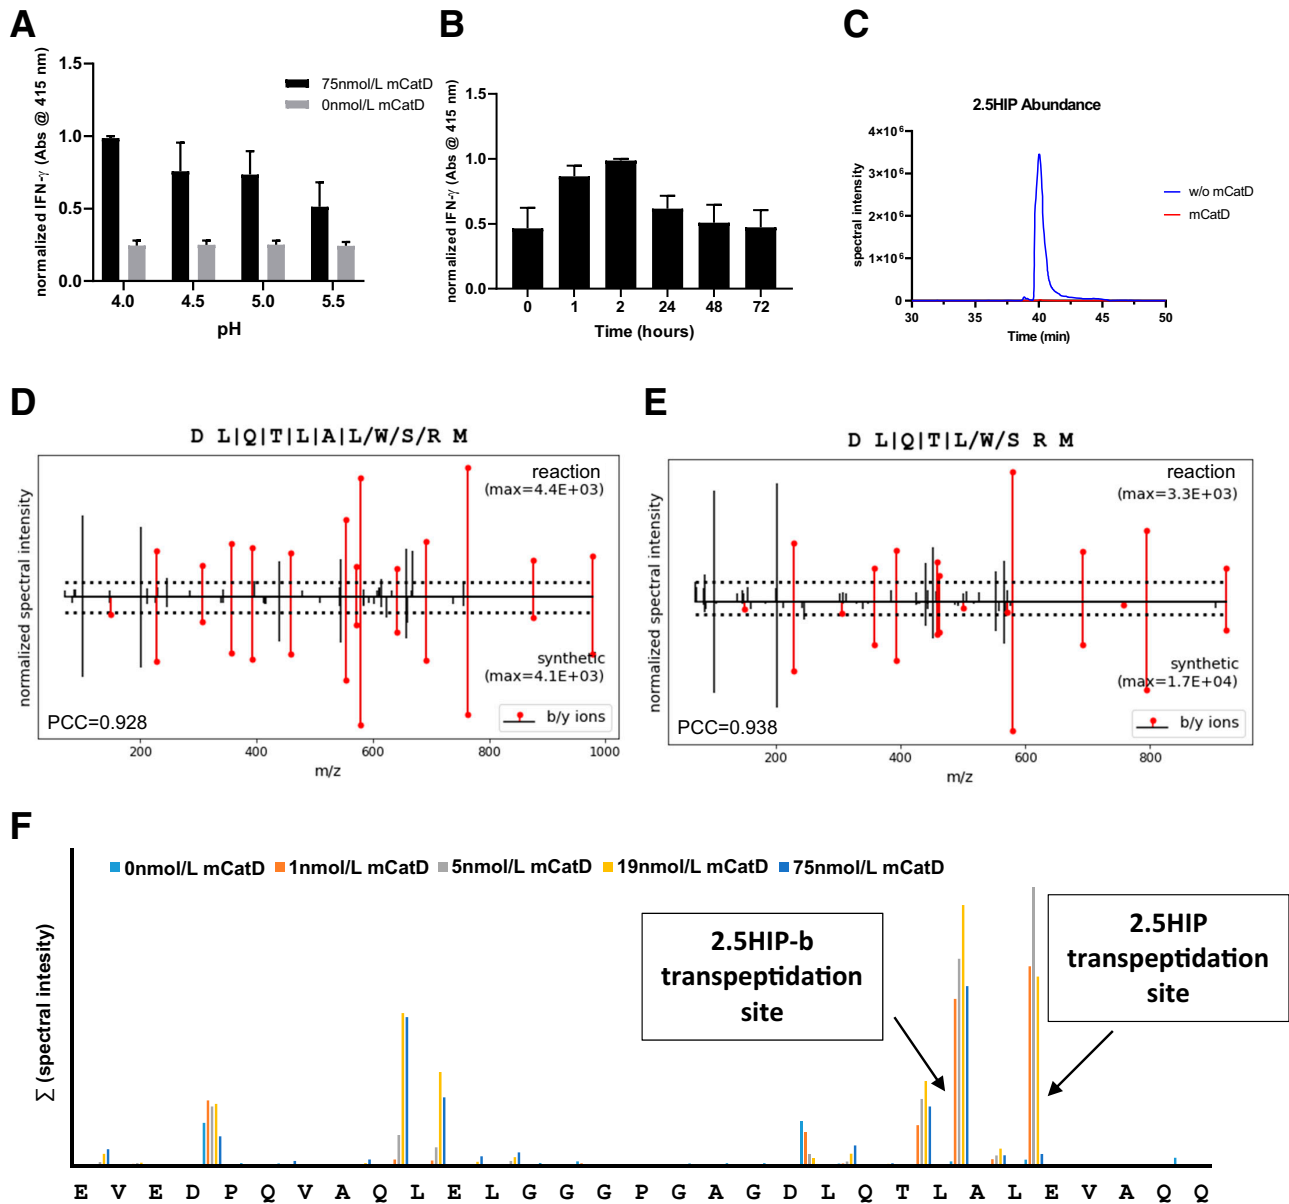 A
normalized IFN-γ (Abs @ 415 nm)
1.5
1.0
0.5
0.0
75nmol/L mCatD
0nmol/L mCatD
4.0 4.5 5.0 5.5
pH
B
normalized IFN-γ (Abs @ 415 nm)
1.5
1.0
0.5
0.0
0 1 2 24 48 72
Time (hours)
C
2.5HIP Abundance
spectral intensity
4×10⁶
3×10⁶
2×10⁶
1×10⁶
0
30 35 40 45 50
Time (min)
w/o mCatD
mCatD
D
D L|Q|T|L|A|L/W/S/R M
normalized spectral intensity
reaction
(max=4.4E+03)
synthetic
(max=4.1E+03)
PCC=0.928
b/y ions
200 400 600 800 1000
m/z
E
D L|Q|T|L/W/S R M
normalized spectral intensity
reaction
(max=3.3E+03)
synthetic
(max=1.7E+04)
PCC=0.938
b/y ions
200 400 600 800
m/z
F
Σ (spectral intesity)
0nmol/L mCatD 1nmol/L mCatD 5nmol/L mCatD 19nmol/L mCatD 75nmol/L mCatD
2.5HIP-b
transpeptidation
site
2.5HIP
transpeptidation
site
E V E D P Q V A Q L E L G G G P G A G D L Q T L A L E V A Q Q